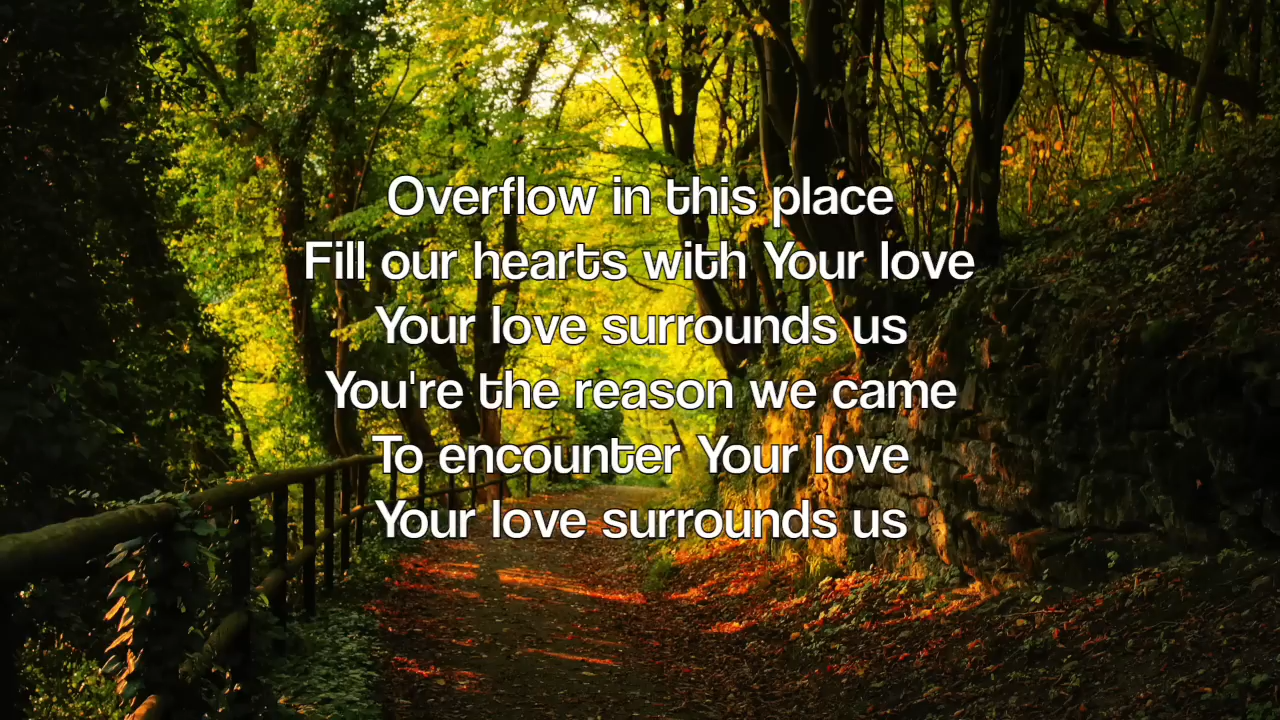 Overflow in this place
Fill our hearts with Your love
Your love surrounds us
You're the reason we came
To encounter Your love
Your love surrounds us